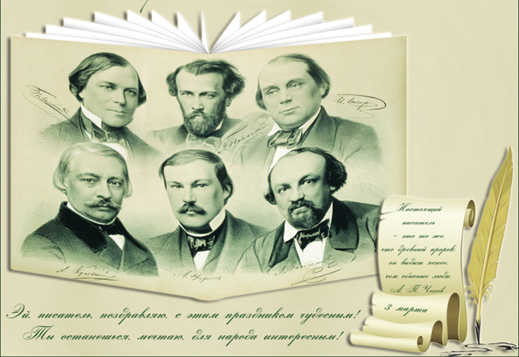 Настоящий
писатель
– это то же,
что древний пророк:
он видит яснее,
чем обычные люди.
А. П. Чехов
3 марта
Эй, писатель, поздравляю, с этим праздником чудесным!
Ты останешься, мечтаю, для народа интересным!